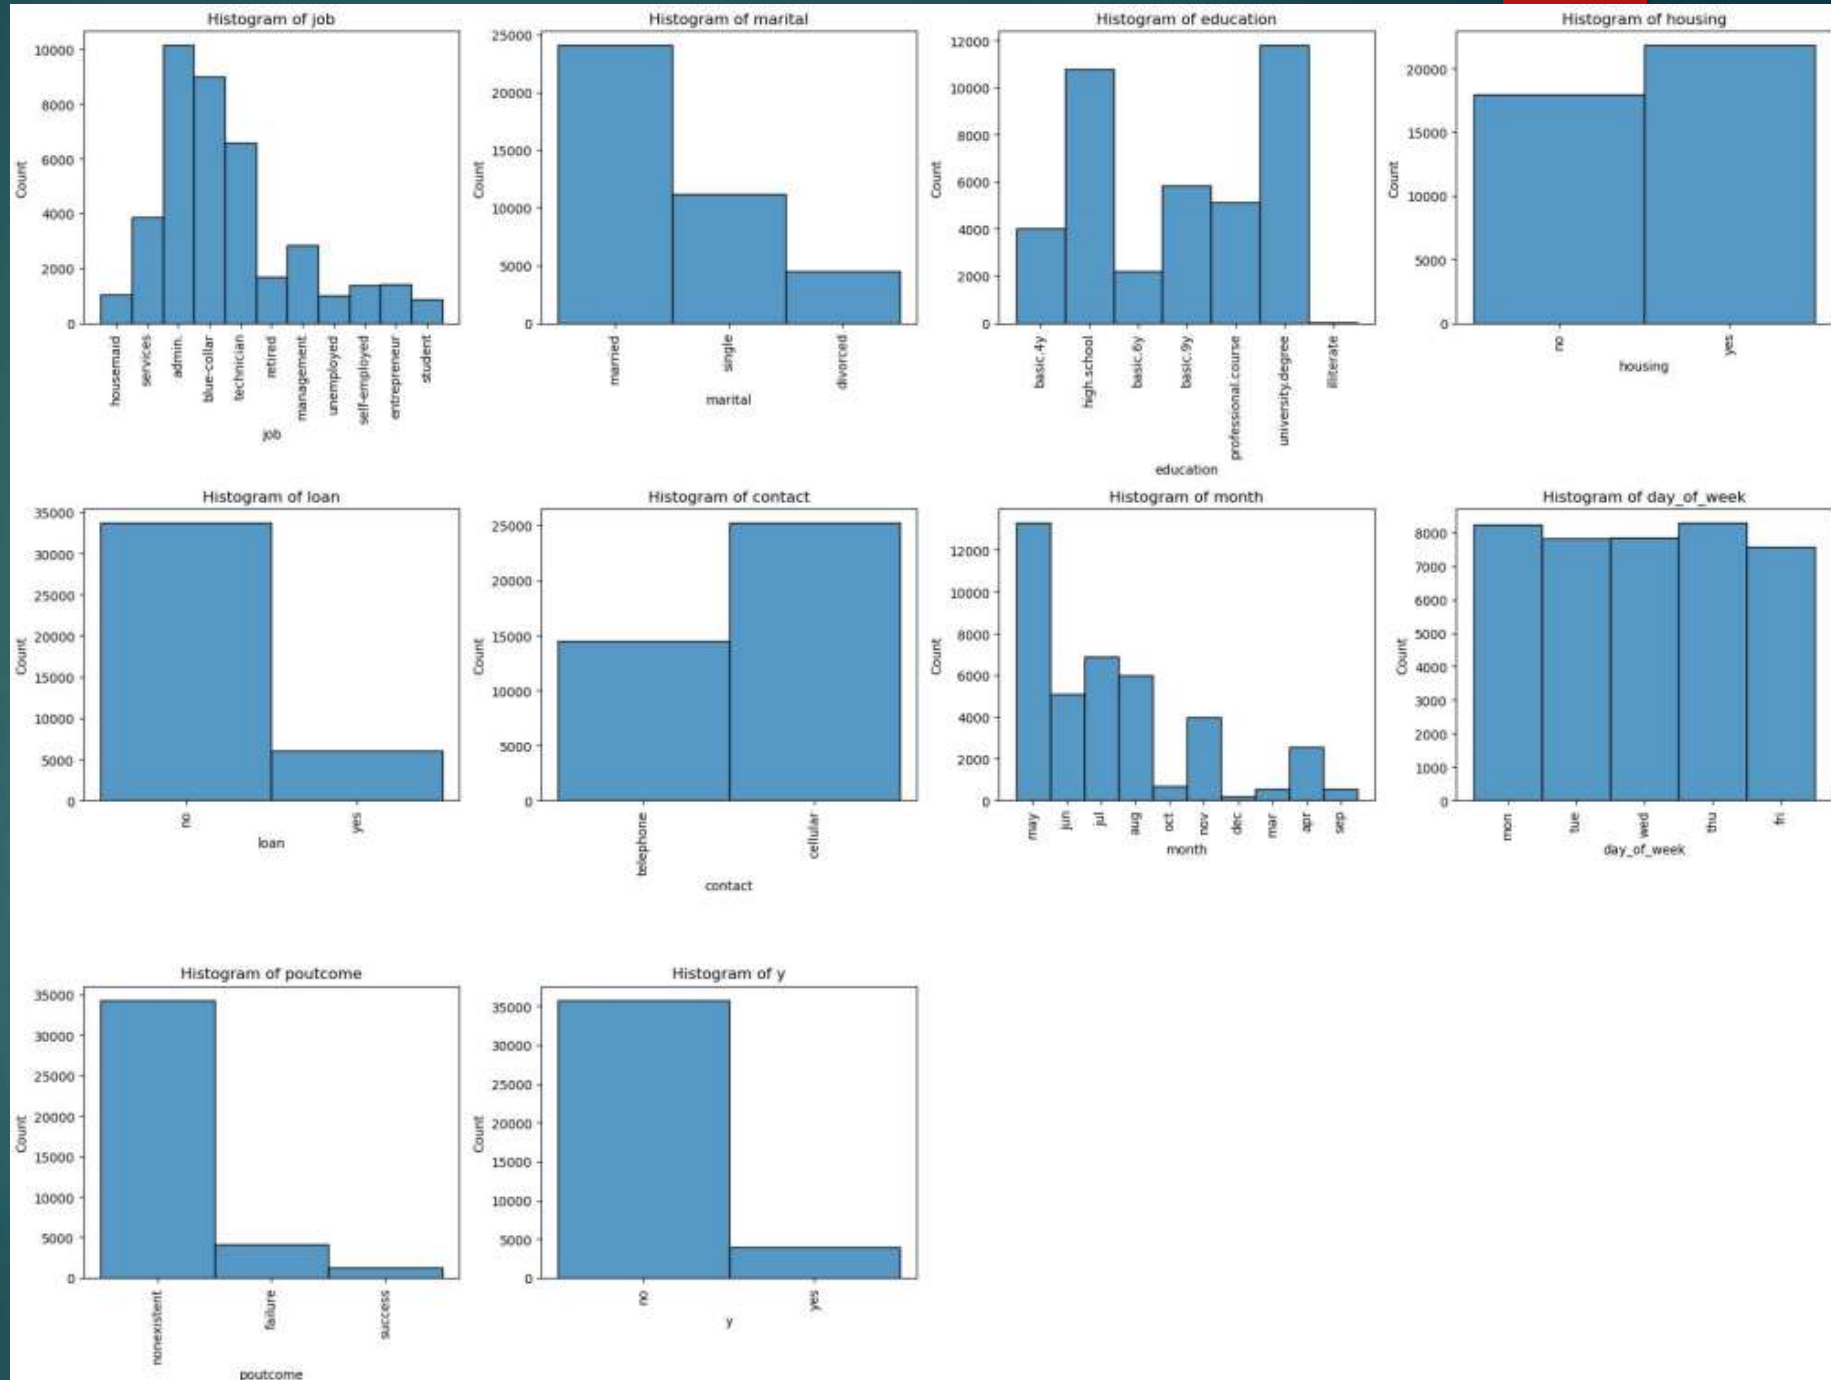 Histogram of job
10000
8000
6000
4000
2000
0
Count
housemaid
services
admin.
blue-collar
technician
retired
management
unemployed
self-employed
entrepreneur
student
job
Histogram of marital
25000
20000
15000
10000
5000
0
Count
married
single
divorced
marital
Histogram of education
12000
10000
8000
6000
4000
2000
0
Count
basic.4y
high.school
basic.6y
basic.9y
professional.course
university.degree
illiterate
education
Histogram of housing
20000
15000
10000
5000
0
Count
no
yes
housing
Histogram of loan
35000
30000
25000
20000
15000
10000
5000
0
Count
no
yes
loan
Histogram of contact
25000
20000
15000
10000
5000
0
Count
telephone
cellular
contact
Histogram of month
12000
10000
8000
6000
4000
2000
0
Count
may
jun
jul
aug
oct
nov
dec
mar
apr
sep
month
Histogram of day_of_week
8000
7000
6000
5000
4000
3000
2000
1000
0
Count
mon
tue
wed
thu
fri
day_of_week
Histogram of poutcome
35000
30000
25000
20000
15000
10000
5000
0
Count
nonexistent
failure
success
poutcome
Histogram of y
35000
30000
25000
20000
15000
10000
5000
0
Count
no
yes
y